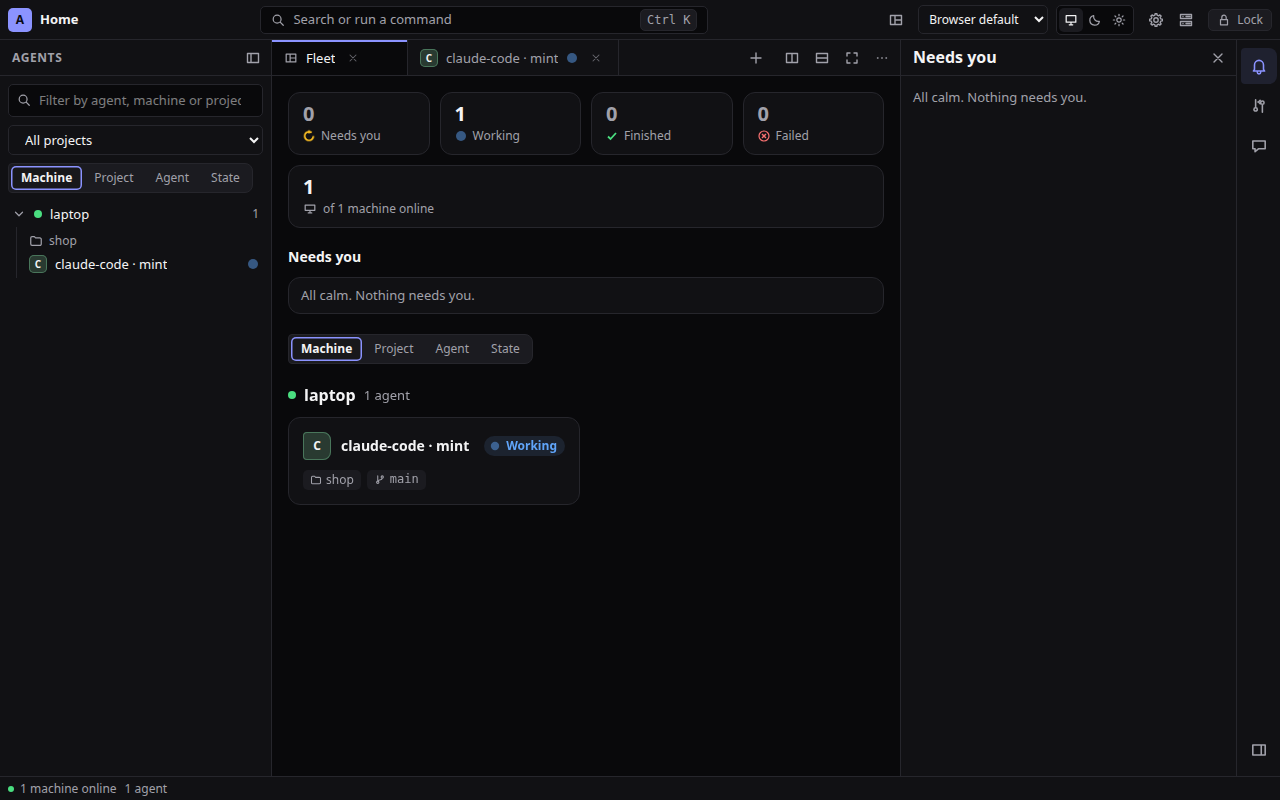 A Home
Search or run a command Ctrl K
Browser default
Lock
AGENTS
Filter by agent, machine or projec
All projects
Machine Project Agent State
laptop 1
shop
C claude-code · mint
Fleet
C claude-code · mint
0
Needs you
1
Working
0
Finished
0
Failed
1
of 1 machine online
Needs you
All calm. Nothing needs you.
Machine Project Agent State
laptop 1 agent
C claude-code · mint Working
shop main
Needs you
All calm. Nothing needs you.
1 machine online 1 agent